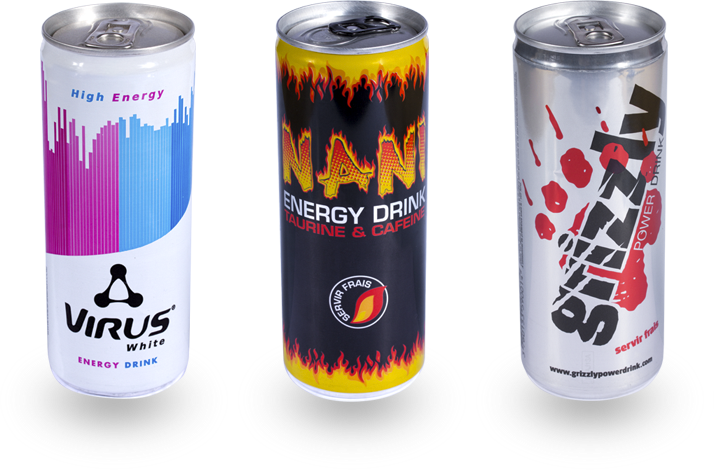 High Energy
VIRUS®
White
ENERGY DRINK
NANI
ENERGY DRINK
TAURINE & CAFEINE
SERVIR FRAIS
grizzly
POWER DRINK
servir frais
www.grizzlypowerdrink.com